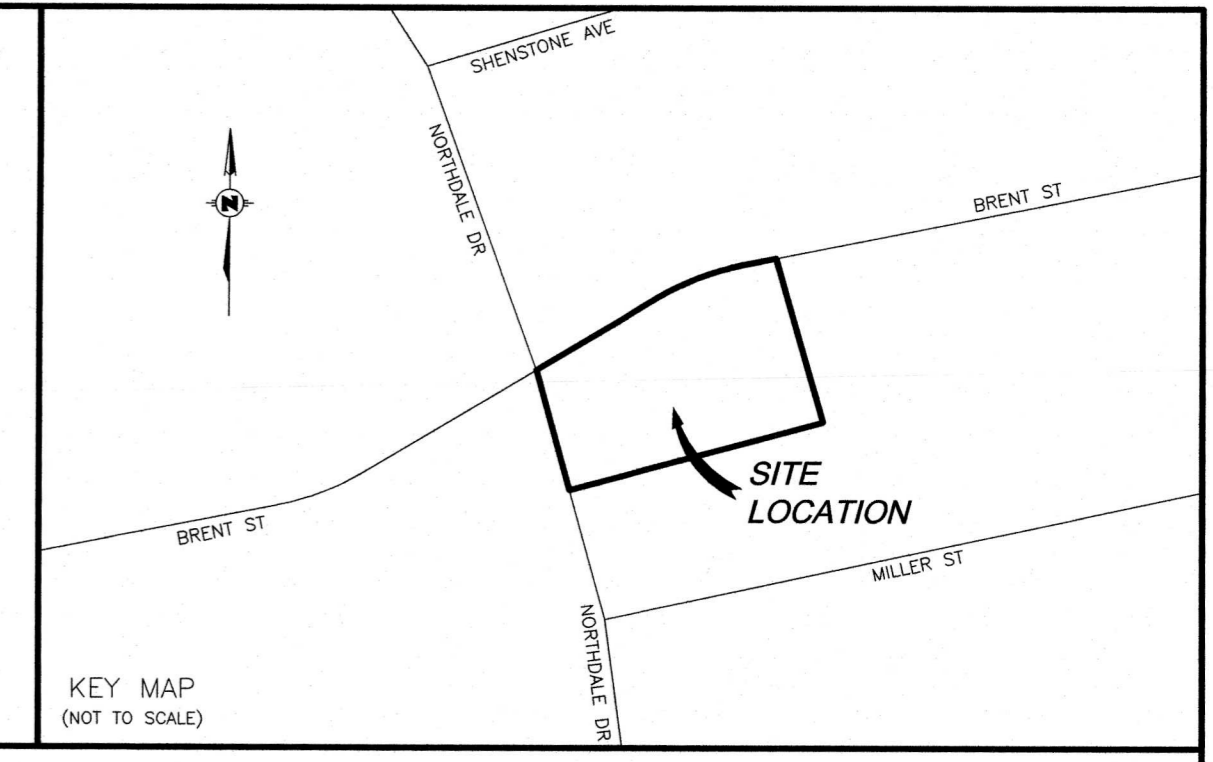 SHENSTONE AVE
NORTHDALE DR
N
BRENT ST
SITE
LOCATION
BRENT ST
MILLER ST
NORTHDALE DR
KEY MAP
(NOT TO SCALE)